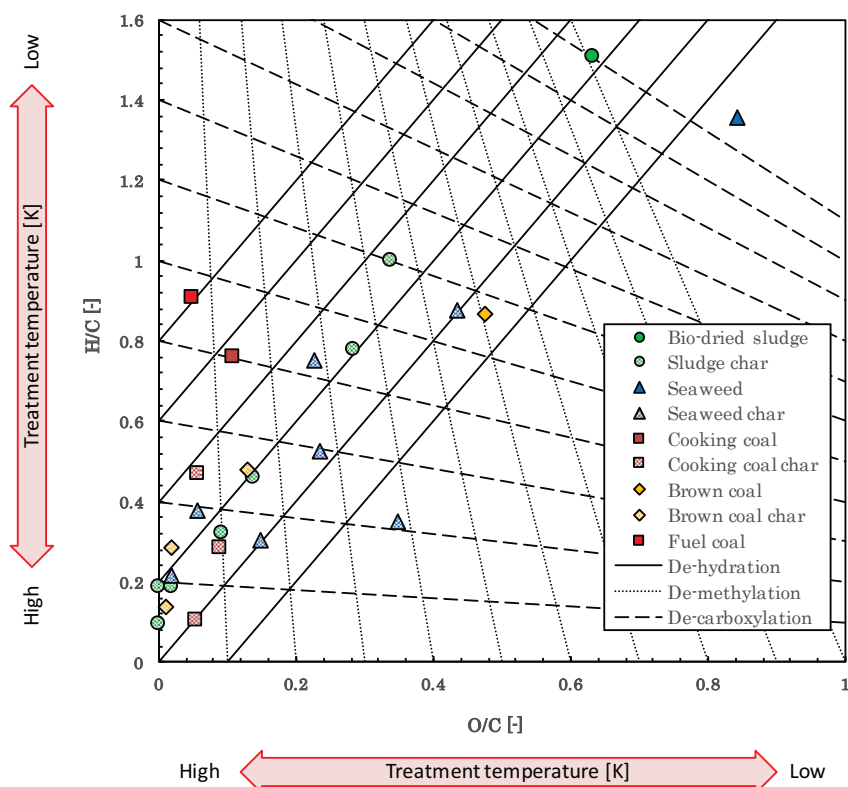 Low
Treatment temperature [K]
High
H/C [-]
1.6
1.4
1.2
1
0.8
0.6
0.4
0.2
0
0
0.2
0.4
0.6
0.8
1
O/C [-]
Bio-dried sludge
Sludge char
Seaweed
Seaweed char
Cooking coal
Cooking coal char
Brown coal
Brown coal char
Fuel coal
De-hydration
De-methylation
De-carboxylation
High
Treatment temperature [K]
Low